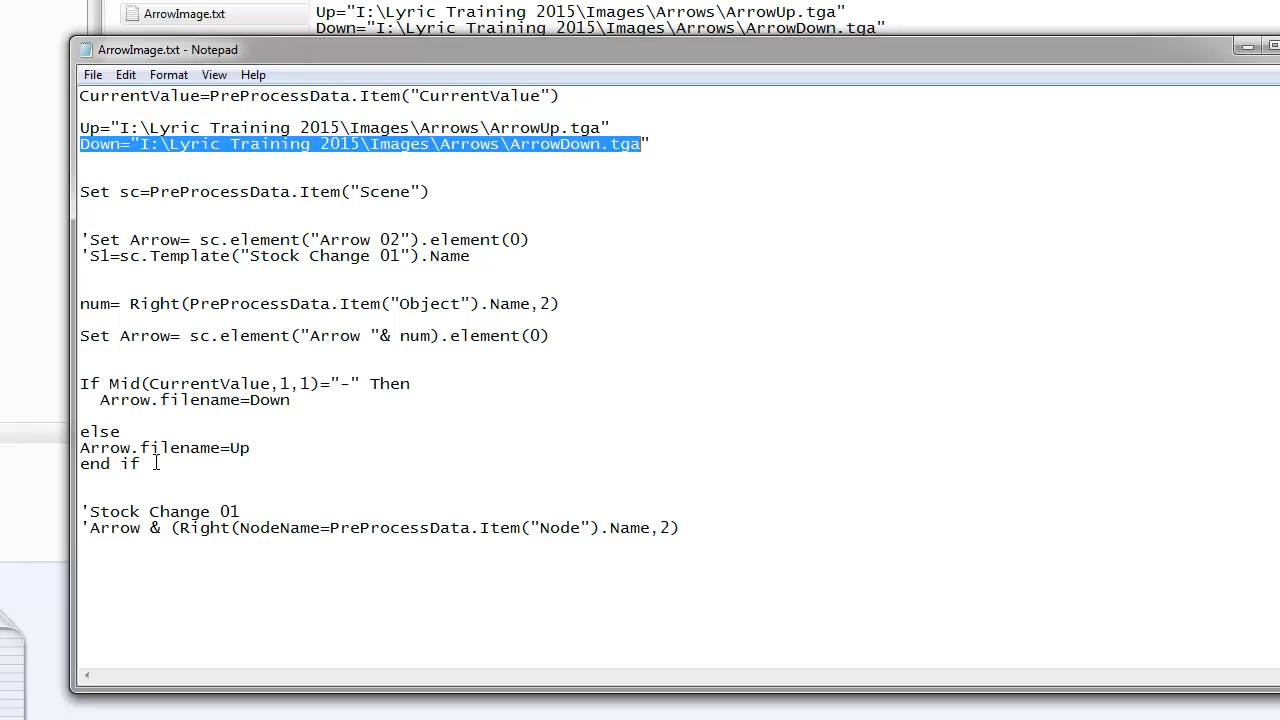 ArrowImage.txt
Up="I:\Lyric Training 2015\Images\Arrows\ArrowUp.tga"
Down="I:\Lyric Training 2015\Images\Arrows\ArrowDown.tga"
ArrowImage.txt - Notepad
File Edit Format View Help
CurrentValue=PreProcessData.Item("CurrentValue")
Up="I:\Lyric Training 2015\Images\Arrows\ArrowUp.tga"
Down="I:\Lyric Training 2015\Images\Arrows\ArrowDown.tga"
Set sc=PreProcessData.Item("Scene")
'Set Arrow= sc.element("Arrow 02").element(0)
'S1=sc.Template("Stock Change 01").Name
num= Right(PreProcessData.Item("Object").Name,2)
Set Arrow= sc.element("Arrow "& num).element(0)
If Mid(CurrentValue,1,1)="-" Then
Arrow.filename=Down
else
Arrow.filename=Up
end if
'Stock Change 01
'Arrow & (Right(NodeName=PreProcessData.Item("Node").Name,2)